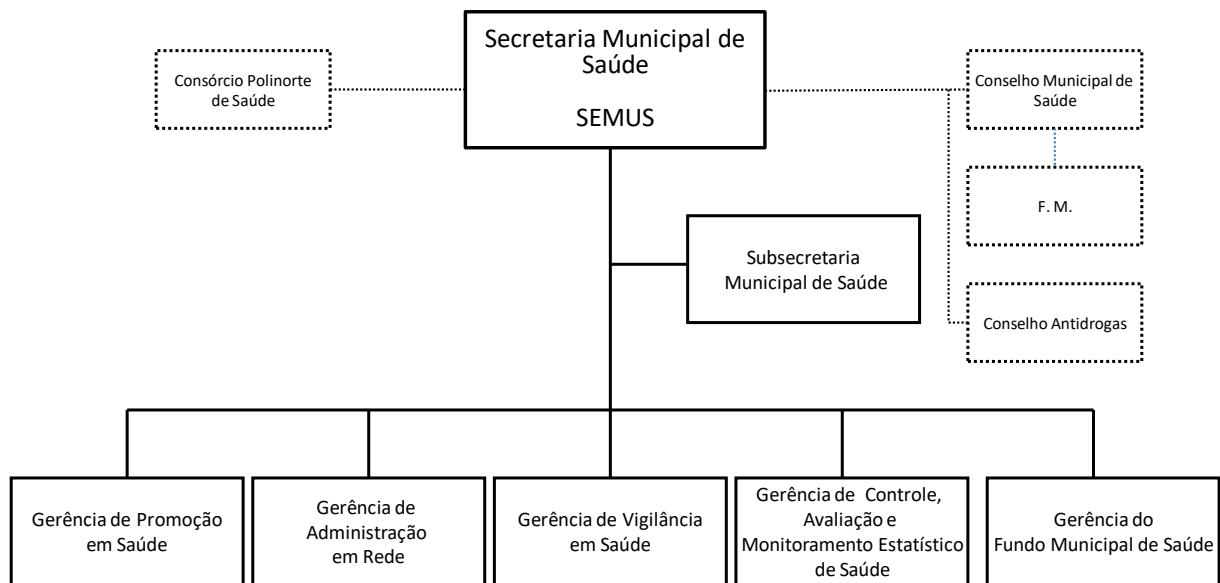 Secretaria Municipal de
Saúde
SEMUS
Consórcio Polinorte
de Saúde
Conselho Municipal de
Saúde
F. M.
Subsecretaria
Municipal de Saúde
Conselho Antidrogas
Gerência de Promoção
em Saúde
Gerência de
Administração
em Rede
Gerência de Vigilância
em Saúde
Gerência de Controle,
Avaliação e
Monitoramento Estatístico
de Saúde
Gerência do
Fundo Municipal de Saúde